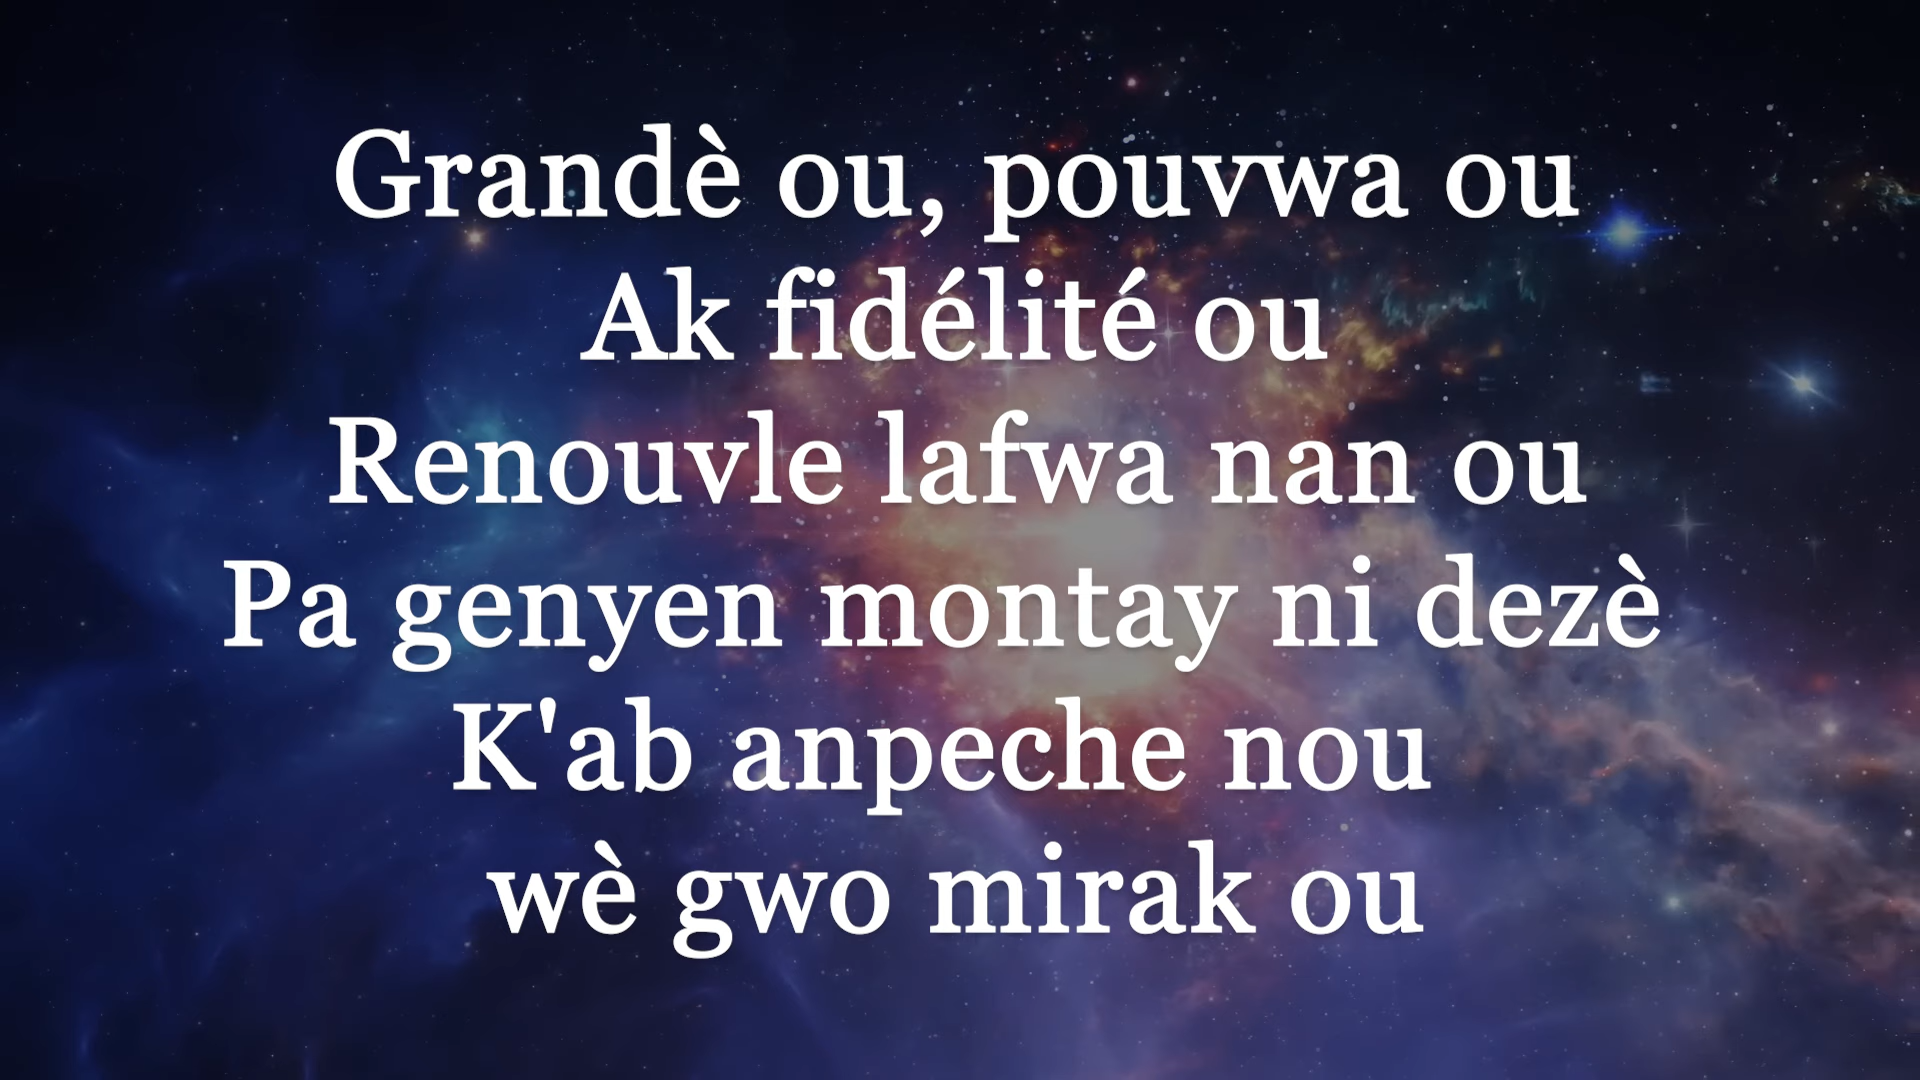 Grandè ou, pouvwa ou
Ak fidélité ou
Renouvle lafwa nan ou
Pa genyen montay ni dezè
K'ab anpeche nou
wè gwo mirak ou